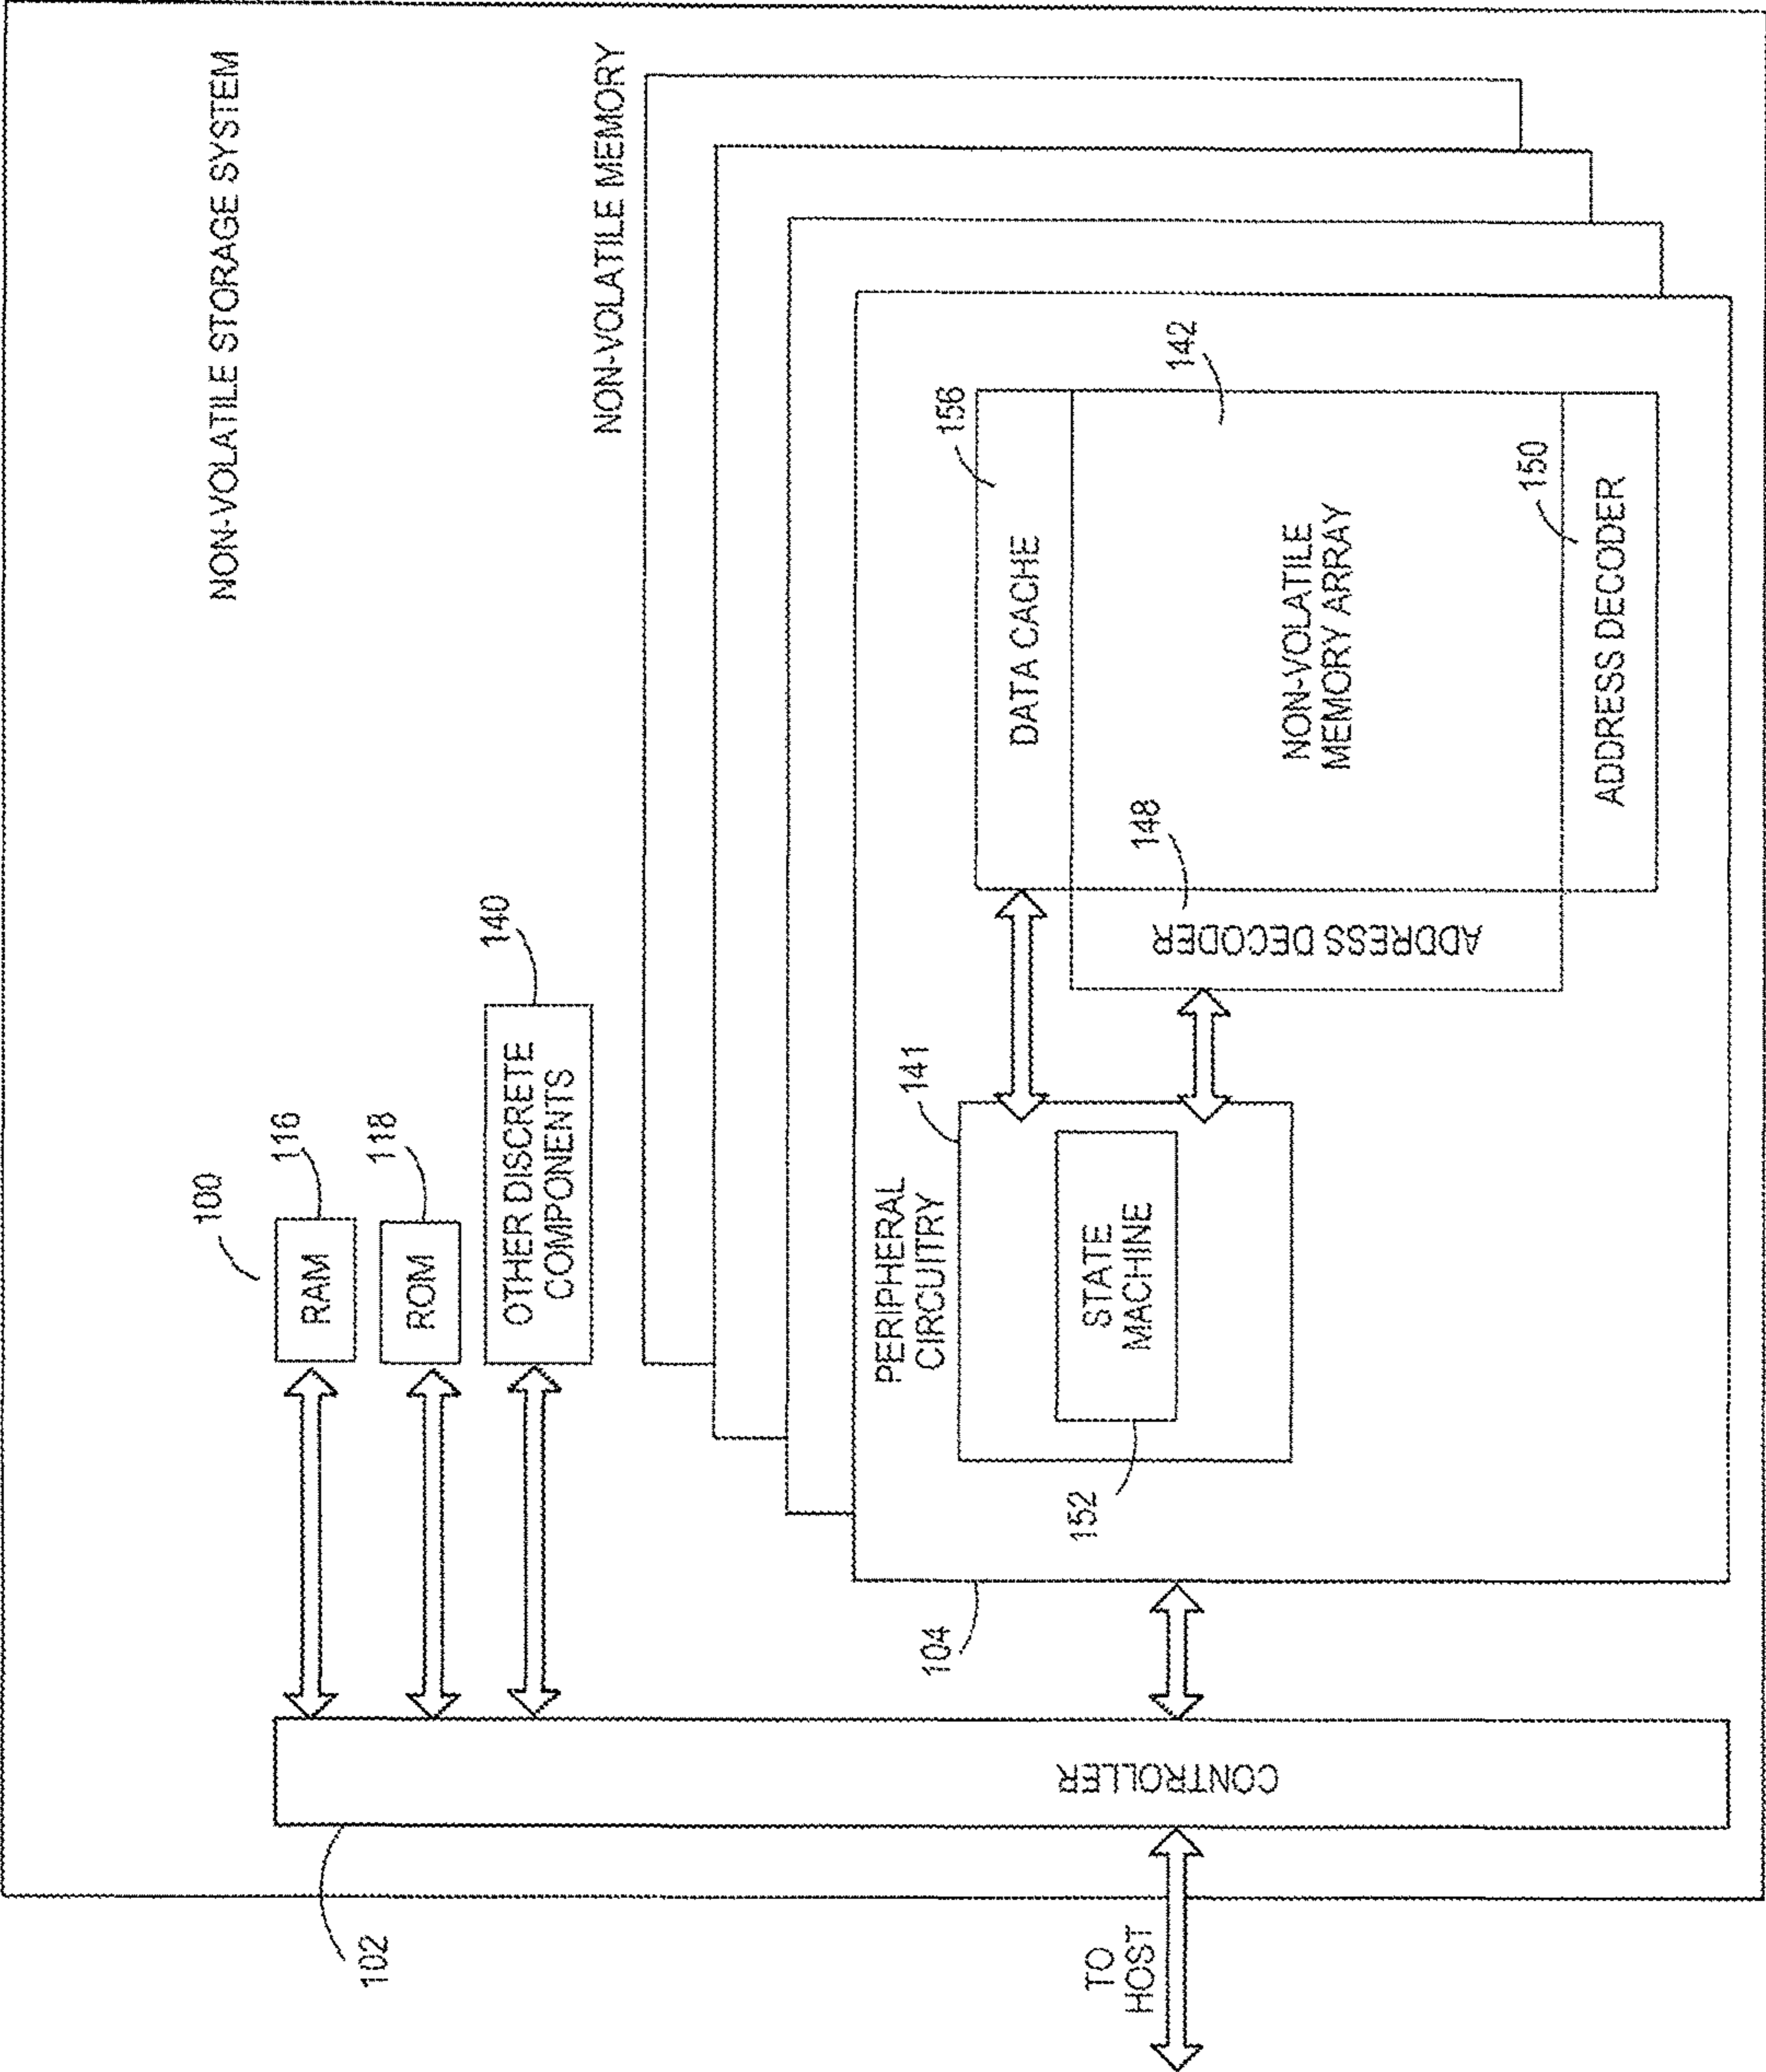 NON-VOLATILE STORAGE SYSTEM
100
116
RAM
118
ROM
140
OTHER DISCRETE
COMPONENTS
NON-VOLATILE MEMORY
102
CONTROLLER
TO
HOST
104
PERIPHERAL
CIRCUITRY
141
STATE
MACHINE
152
DATA CACHE
156
ADDRESS DECODER
148
NON-VOLATILE
MEMORY ARRAY
142
ADDRESS DECODER
150